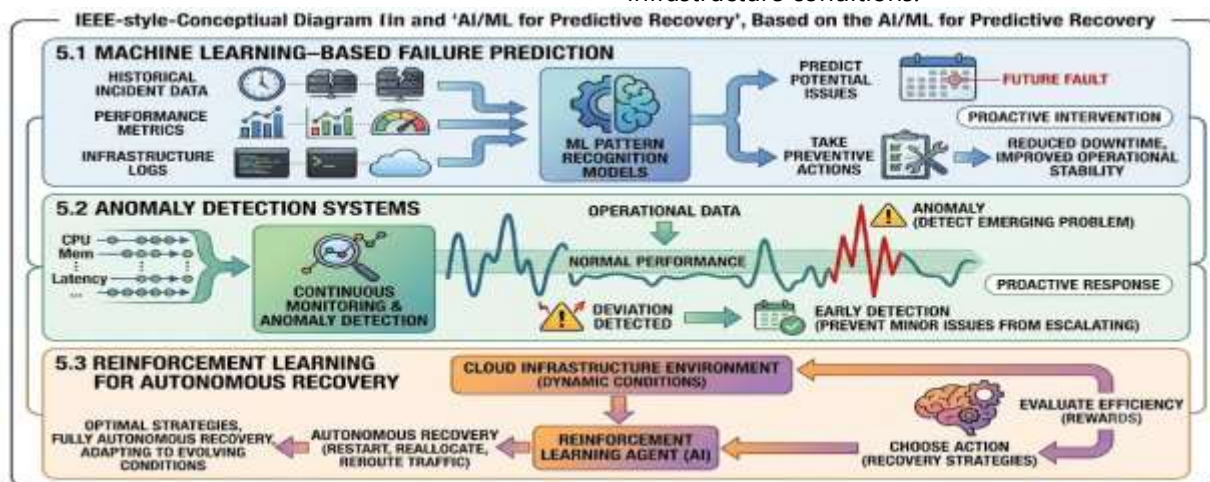 infrastructure conditions.
IEEE-style-Conceptual Diagram fin and 'AI/ML for Predictive Recovery', Based on the AI/ML for Predictive Recovery
5.1 MACHINE LEARNING–BASED FAILURE PREDICTION
HISTORICAL
INCIDENT DATA
PERFORMANCE
METRICS
INFRASTRUCTURE
LOGS
ML PATTERN
RECOGNITION
MODELS
PREDICT
POTENTIAL
ISSUES
FUTURE FAULT
PROACTIVE INTERVENTION
TAKE
PREVENTIVE
ACTIONS
REDUCED DOWNTIME,
IMPROVED OPERATIONAL
STABILITY
5.2 ANOMALY DETECTION SYSTEMS
CPU
Mem
Latency
...
CONTINUOUS
MONITORING &
ANOMALY DETECTION
OPERATIONAL DATA
NORMAL PERFORMANCE
ANOMALY
(DETECT EMERGING PROBLEM)
PROACTIVE RESPONSE
DEVIATION
DETECTED
EARLY DETECTION
(PREVENT MINOR ISSUES FROM ESCALATING)
5.3 REINFORCEMENT LEARNING
FOR AUTONOMOUS RECOVERY
CLOUD INFRASTRUCTURE ENVIRONMENT
(DYNAMIC CONDITIONS)
EVALUATE EFFICIENCY
(REWARDS)
CHOOSE ACTION
(RECOVERY STRATEGIES)
REINFORCEMENT
LEARNING AGENT (AI)
AUTONOMOUS RECOVERY
(RESTART, REALLOCATE,
REROUTE TRAFFIC)
OPTIMAL STRATEGIES,
FULLY AUTONOMOUS RECOVERY,
ADAPTING TO EVOLVING
CONDITIONS